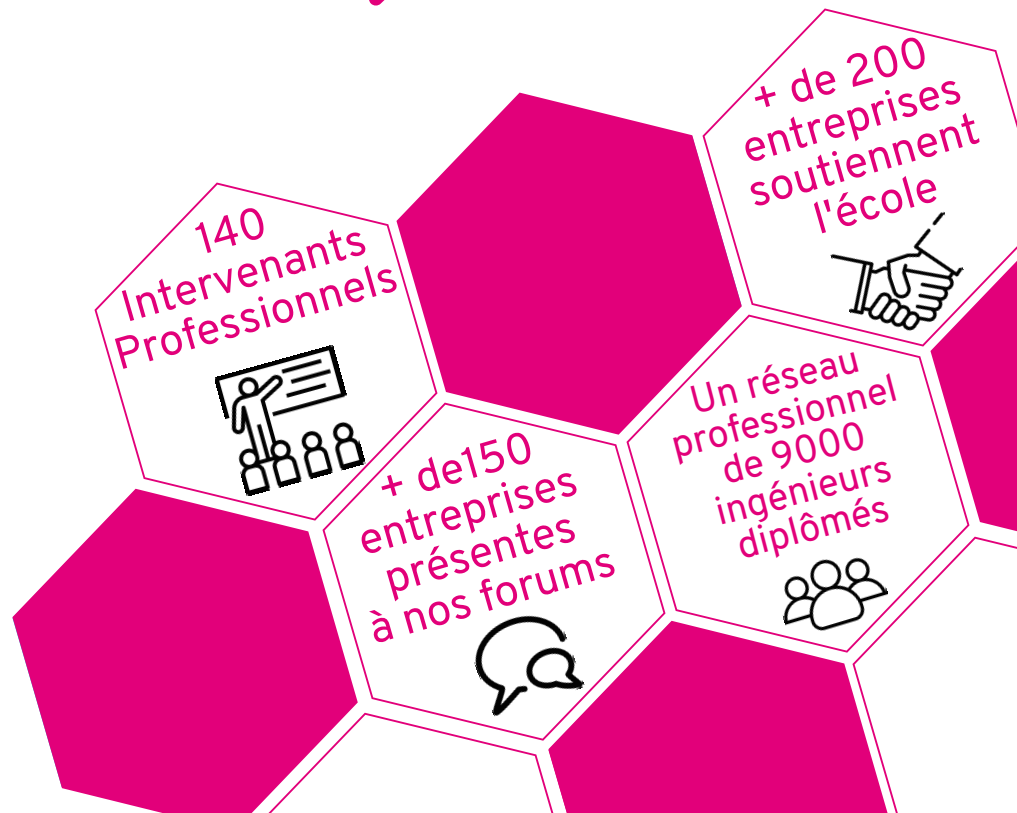 140
Intervenants
Professionnels
+ de 200
entreprises
soutiennent
l'école
+ de150
entreprises
présentes
à nos forums
Un réseau
professionnel
de 9000
ingénieurs
diplômés